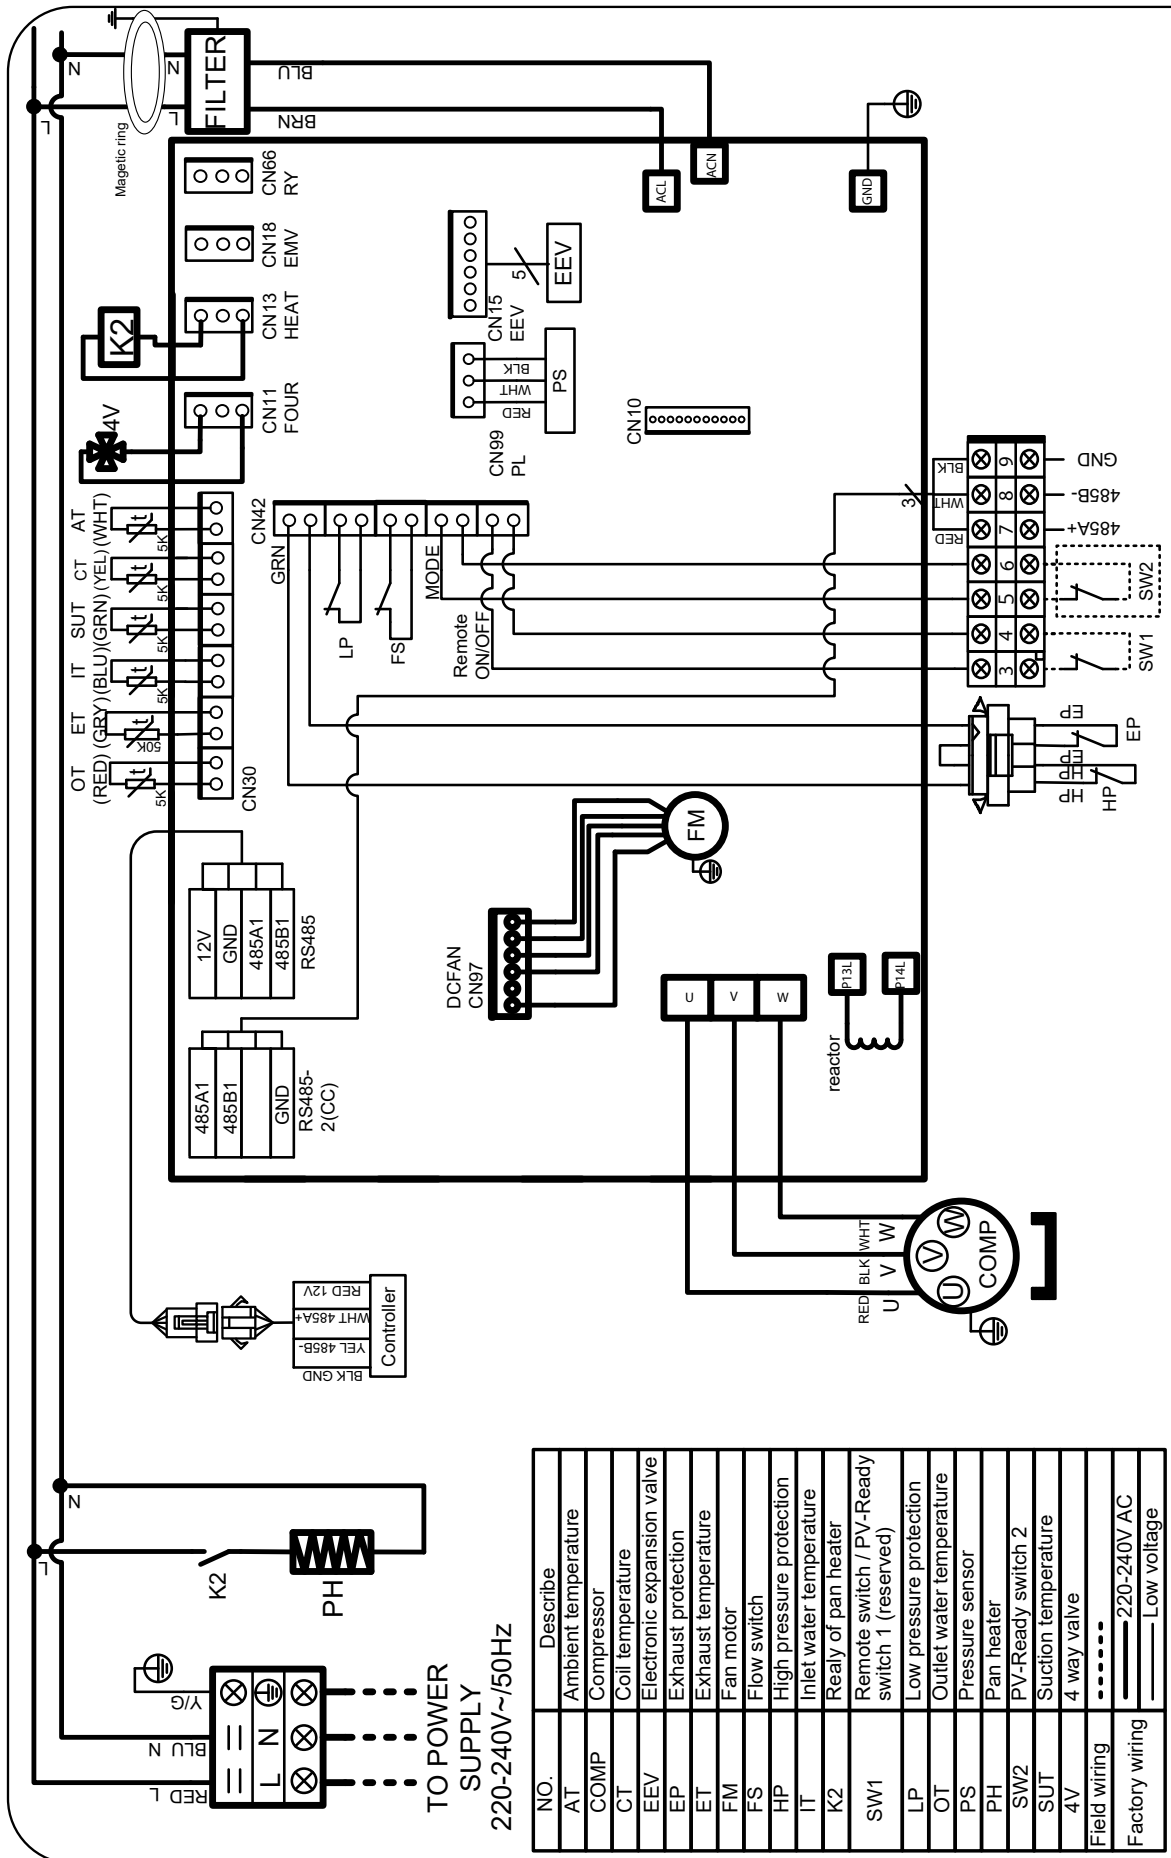 TO POWER
SUPPLY
220-240V~/50Hz
RED L
BLU N
Y/G
L
N
L
N
K2
PH
YEL 485B-
WHT 485A+
RED 12V
BLK GND
Controller
485A1
485B1
GND
RS485-
2(CC)
12V
GND
485A1
485B1
RS485
OT
(RED)
5K
t
ET
(GRY)
50K
t
IT
(BLU)
5K
t
SUT
(GRN)
5K
t
CT
(YEL)
5K
t
AT
(WHT)
5K
t
CN30
4V
CN11
FOUR
K2
CN13
HEAT
CN18
EMV
CN66
RY
Magetic ring
L
N
L
N
FILTER
BRN
BLU
ACL
ACN
GND
CN42
GRN
LP
FS
MODE
Remote
ON/OFF
CN99
PL
RED
WHT
BLK
PS
CN15
EEV
5
EEV
CN10
DCFAN
CN97
FM
U
V
W
reactor
P13L
P14L
RED
BLK
WHT
U
V
W
U
V
W
COMP
HP
HP
EP
EP
HP
EP
3
RED
WHT
BLK
3
4
5
6
7
8
9
SW1
SW2
485A+
485B-
GND
NO. Describe
AT Ambient temperature
COMP Compressor
CT Coil temperature
EEV Electronic expansion valve
EP Exhaust protection
ET Exhaust temperature
FM Fan motor
FS Flow switch
HP High pressure protection
IT Inlet water temperature
K2 Realy of pan heater
SW1 Remote switch / PV-Ready
switch 1 (reserved)
LP Low pressure protection
OT Outlet water temperature
PS Pressure sensor
PH Pan heater
SW2 PV-Ready switch 2
SUT Suction temperature
4V 4 way valve
Field wiring
Factory wiring 220-240V AC
Low voltage